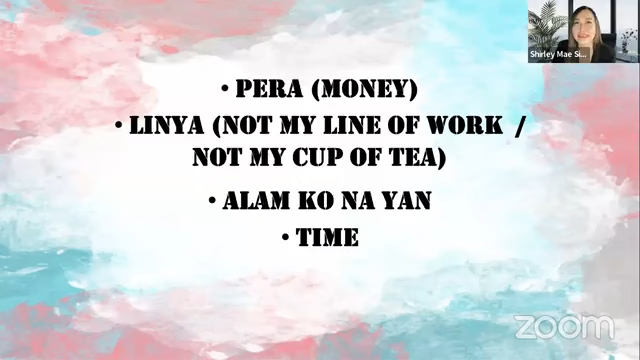 Shirley Mae Si...
• PERA (MONEY)
• LINYA (NOT MY LINE OF WORK /
NOT MY CUP OF TEA)
• ALAM KO NA YAN
• TIME
zoom